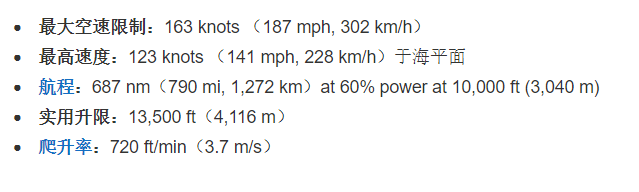 最大空速限制：163 knots （187 mph, 302 km/h）
最高速度：123 knots （141 mph, 228 km/h）于海平面
航程：687 nm（790 mi, 1,272 km）at 60% power at 10,000 ft (3,040 m)
实用升限：13,500 ft（4,116 m）
爬升率：720 ft/min（3.7 m/s）